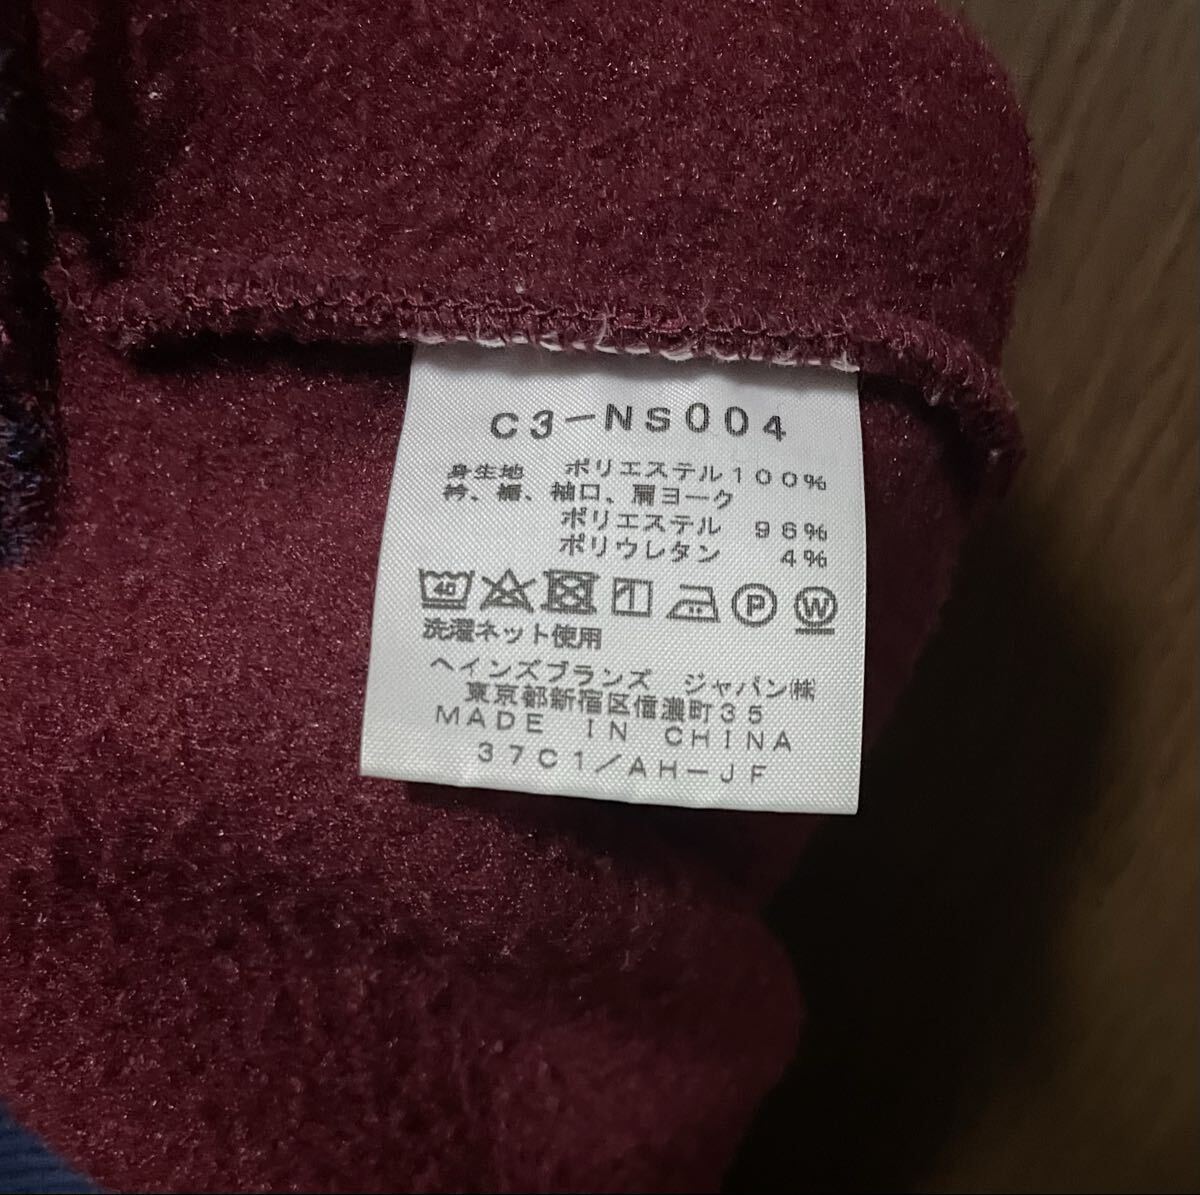 C3-NS004
身生地 ポリエステル100%
衿、裾、袖口、肩ヨーク
ポリエステル 96%
ポリウレタン 4%
40 P W
洗濯ネット使用
ヘインズブランズ ジャパン㈱
東京都新宿区信濃町35
MADE IN CHINA
37C1/AH-JF